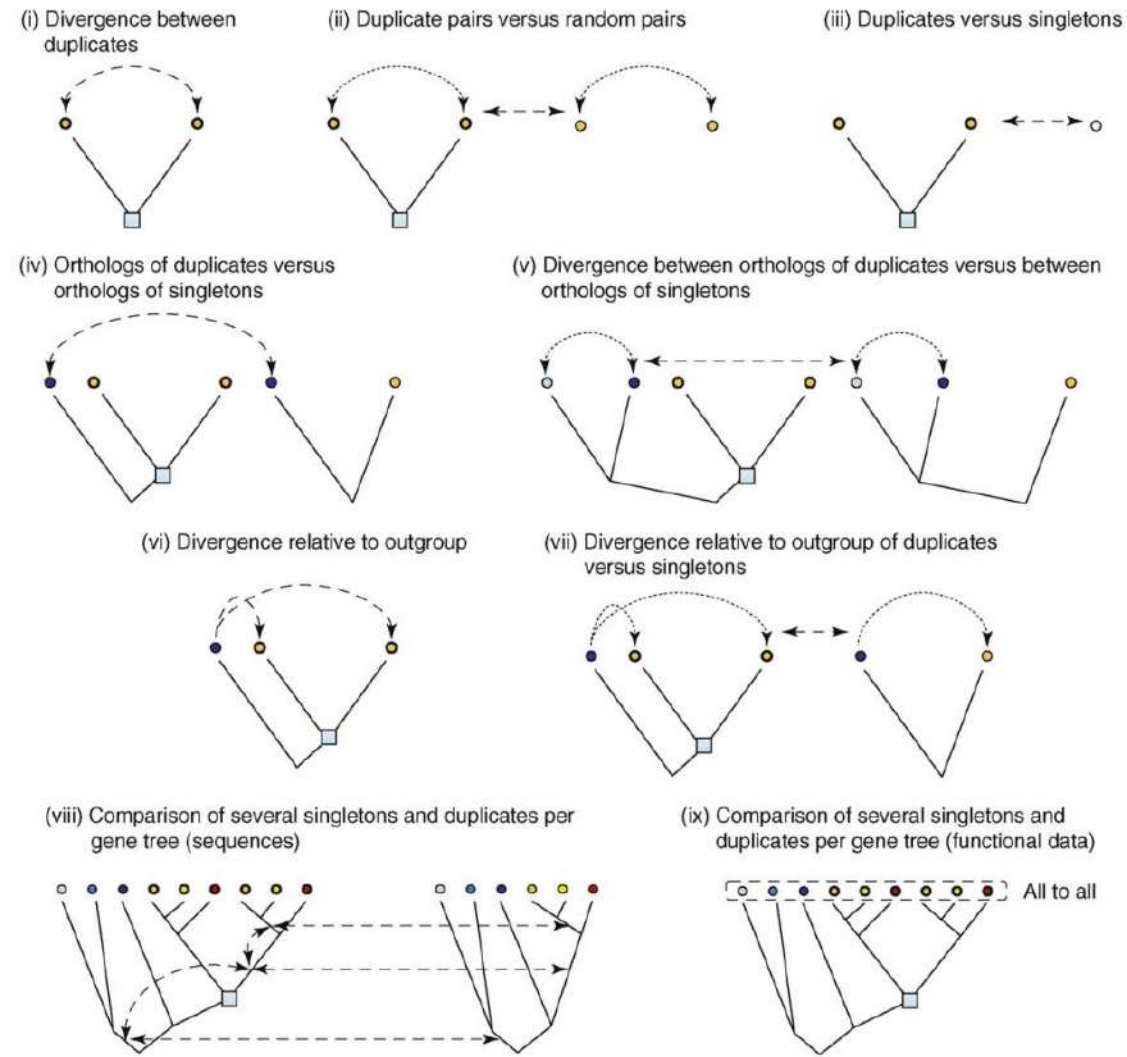 (i) Divergence between
duplicates
(ii) Duplicate pairs versus random pairs
(iii) Duplicates versus singletons
(iv) Orthologs of duplicates versus
orthologs of singletons
(v) Divergence between orthologs of duplicates versus between
orthologs of singletons
(vi) Divergence relative to outgroup
(vii) Divergence relative to outgroup of duplicates
versus singletons
(viii) Comparison of several singletons and duplicates per
gene tree (sequences)
(ix) Comparison of several singletons and
duplicates per gene tree (functional data)
All to all